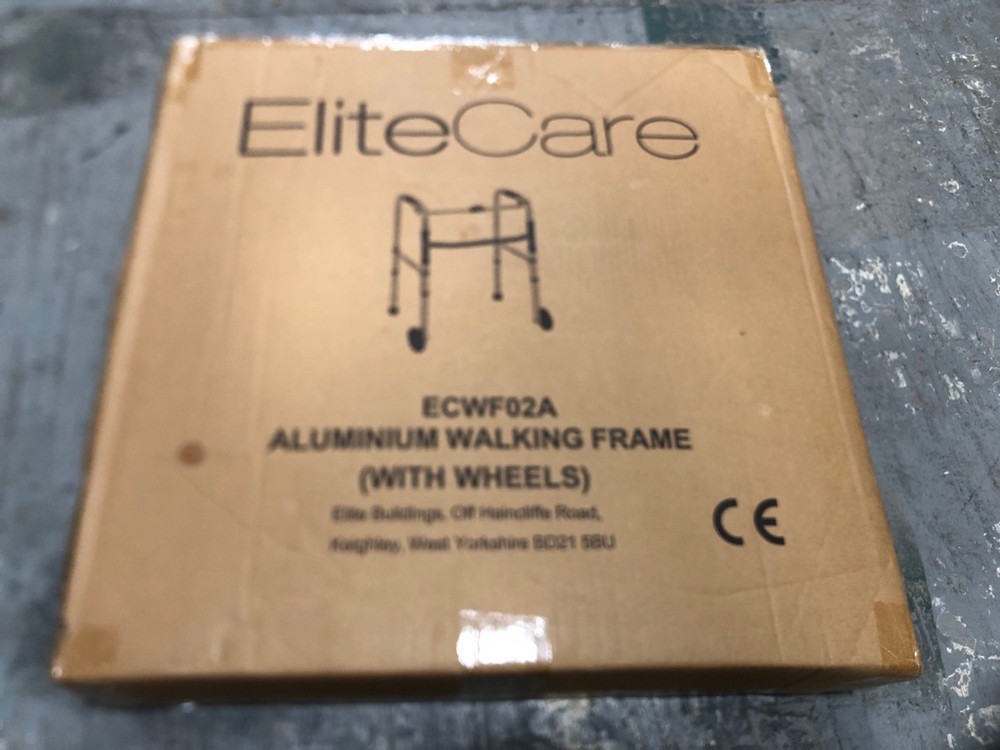 EliteCare
ECWF02A
ALUMINIUM WALKING FRAME
(WITH WHEELS)
Elite Buildings, Off Haincliffe Road,
Keighley, West Yorkshire BD21 5BU
CE